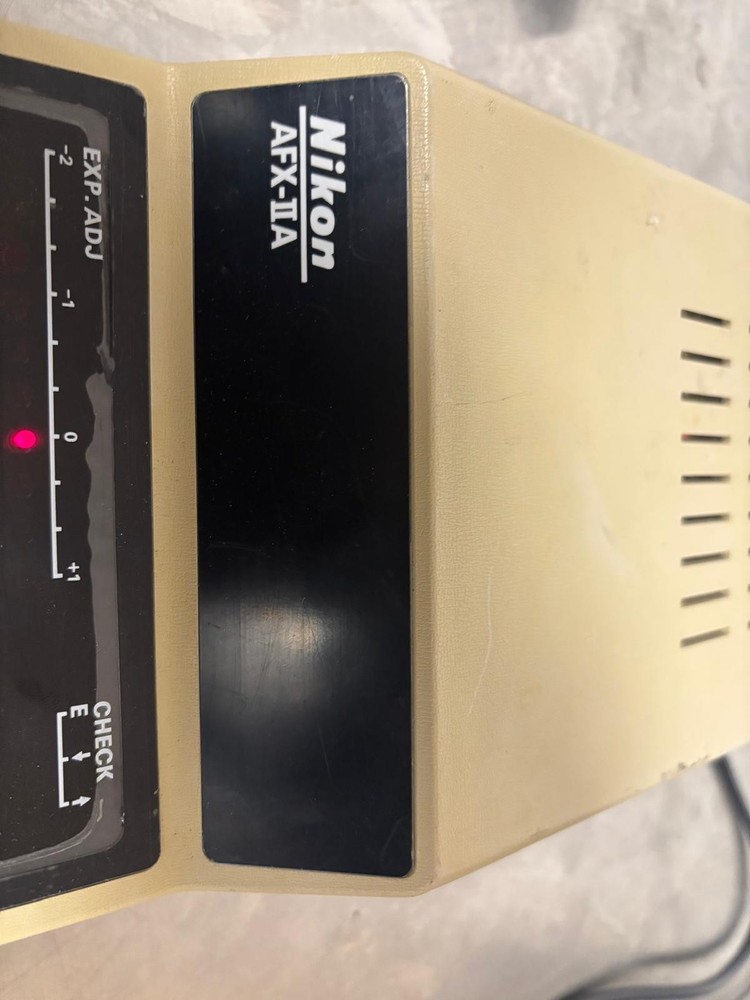 Nikon
AFX-IIA
EXP. ADJ
-2 -1 0 +1
CHECK
E